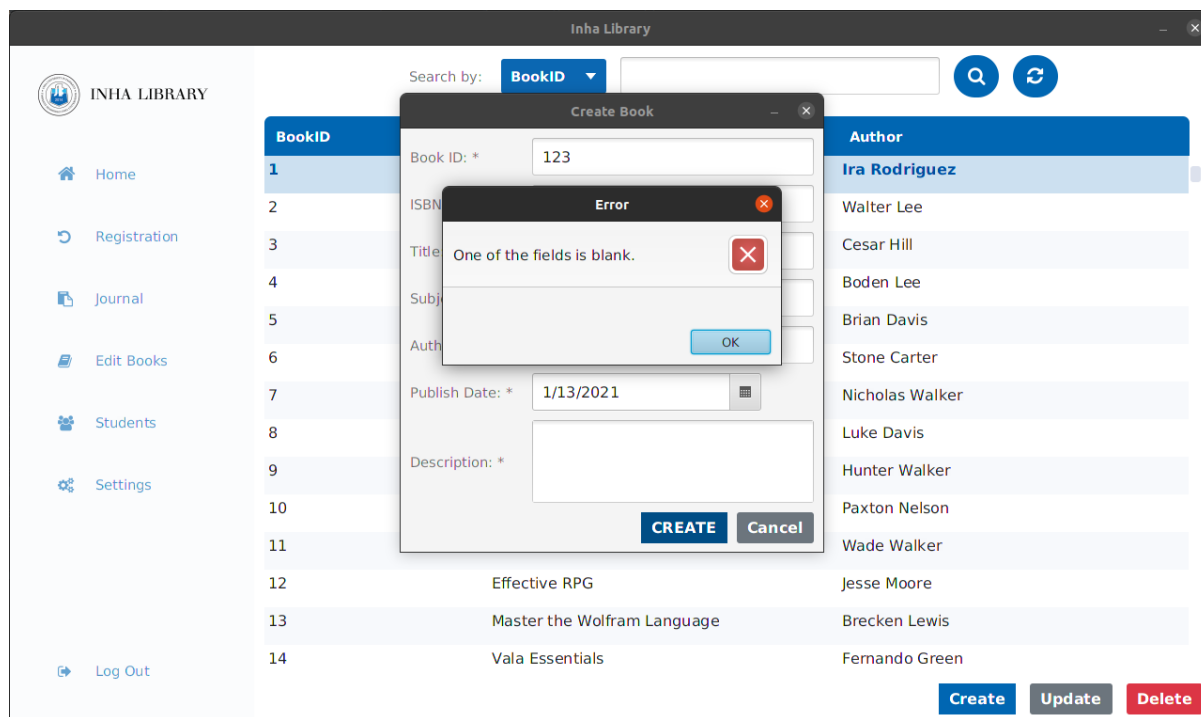 Inha Library
INHA LIBRARY
Home
Registration
Journal
Edit Books
Students
Settings
Log Out
Search by: BookID
BookID Author
1 Ira Rodriguez
2 Walter Lee
3 Cesar Hill
4 Boden Lee
5 Brian Davis
6 Stone Carter
7 Nicholas Walker
8 Luke Davis
9 Hunter Walker
10 Paxton Nelson
11 Wade Walker
12 Effective RPG Jesse Moore
13 Master the Wolfram Language Brecken Lewis
14 Vala Essentials Fernando Green
Create Update Delete
Create Book
Book ID: * 123
ISBN
Title
Subj
Auth
Publish Date: * 1/13/2021
Description: *
CREATE Cancel
Error
One of the fields is blank.
OK